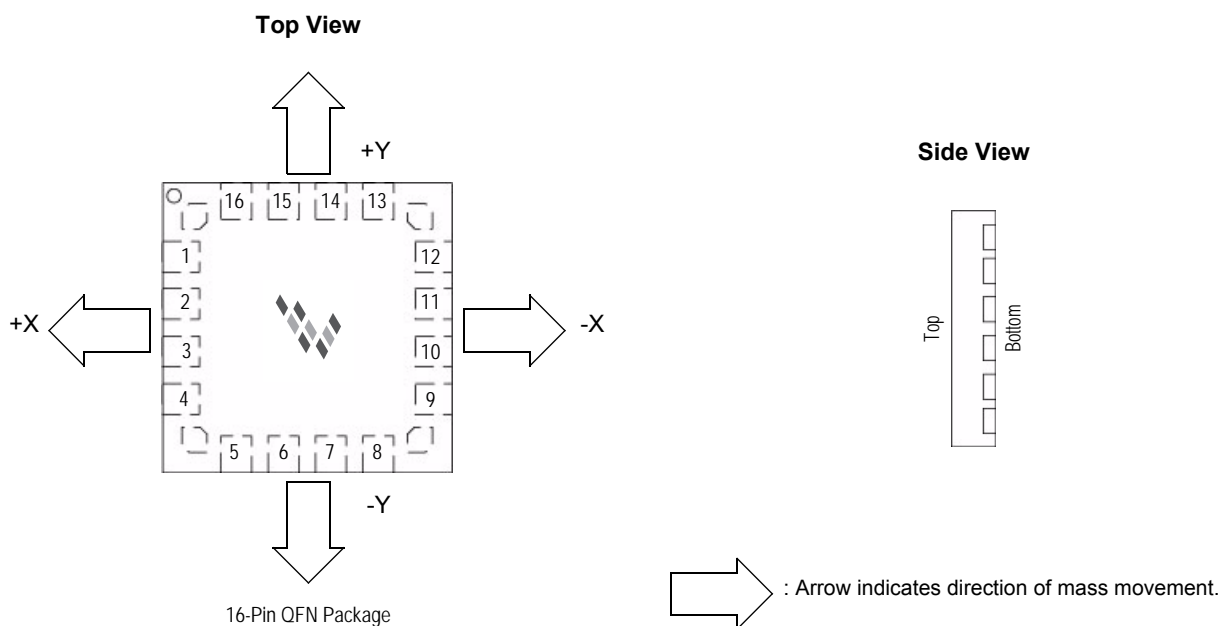 Top View
+Y
Side View
16 15 14 13
1
2
3
4
12
11
10
9
+X
-X
Top
Bottom
5 6 7 8
-Y
: Arrow indicates direction of mass movement.
16-Pin QFN Package